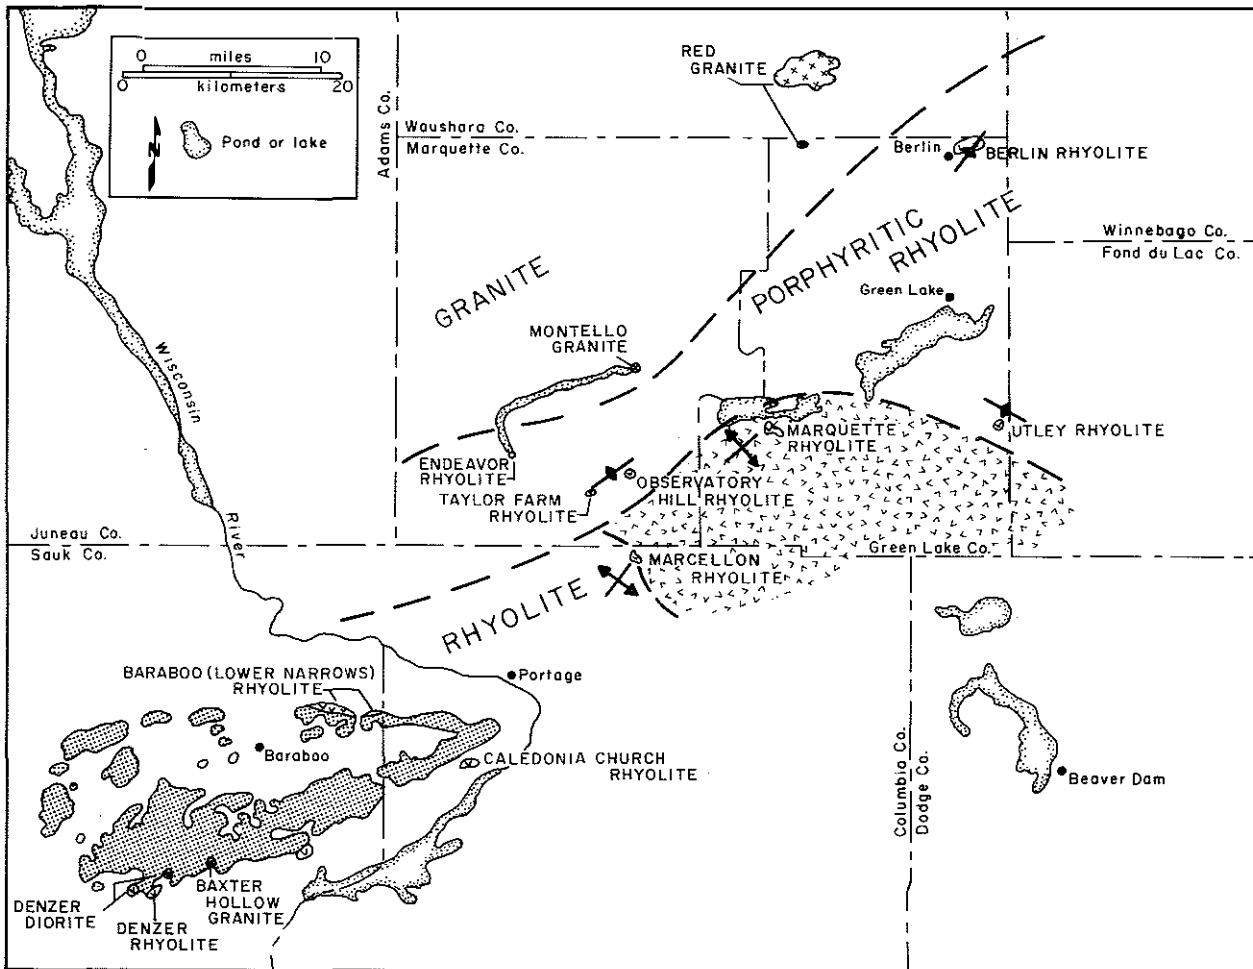 0 miles 10
0 kilometers 20
N
Pond or lake
Adams Co.
Waushara Co.
Marquette Co.
RED
GRANITE
Berlin
BERLIN RHYOLITE
Winnebago Co.
Fond du Lac Co.
GRANITE
PORPHYRITIC
RHYOLITE
Green Lake
MONTELLO
GRANITE
Wisconsin
River
ENDEAVOR
RHYOLITE
TAYLOR FARM
RHYOLITE
OBSERVATORY
HILL RHYOLITE
MARQUETTE
RHYOLITE
UTLEY RHYOLITE
Juneau Co.
Sauk Co.
Green Lake Co.
MARCELLON
RHYOLITE
RHYOLITE
BARABOO (LOWER NARROWS)
RHYOLITE
Portage
Baraboo
CALEDONIA CHURCH
RHYOLITE
Columbia Co.
Dodge Co.
Beaver Dam
DENZER
DIORITE
DENZER
RHYOLITE
BAXTER
HOLLOW
GRANITE